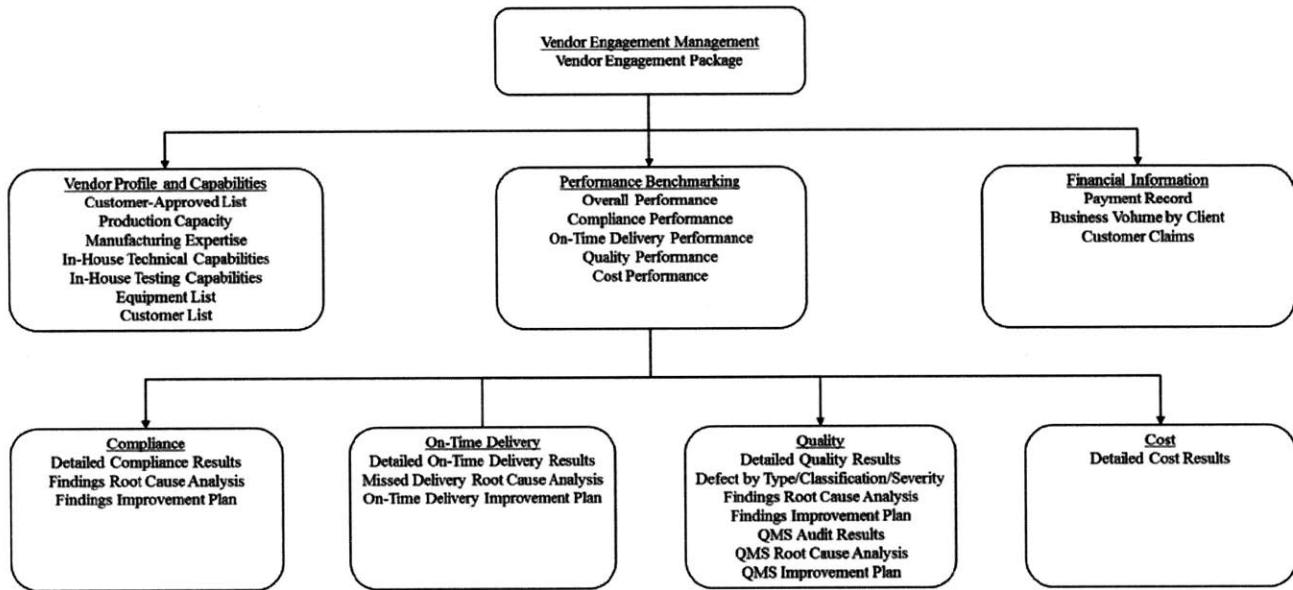 Vendor Engagement Management
Vendor Engagement Package
Vendor Profile and Capabilities
Customer-Approved List
Production Capacity
Manufacturing Expertise
In-House Technical Capabilities
In-House Testing Capabilities
Equipment List
Customer List
Performance Benchmarking
Overall Performance
Compliance Performance
On-Time Delivery Performance
Quality Performance
Cost Performance
Financial Information
Payment Record
Business Volume by Client
Customer Claims
Compliance
Detailed Compliance Results
Findings Root Cause Analysis
Findings Improvement Plan
On-Time Delivery
Detailed On-Time Delivery Results
Missed Delivery Root Cause Analysis
On-Time Delivery Improvement Plan
Quality
Detailed Quality Results
Defect by Type/Classification/Severity
Findings Root Cause Analysis
Findings Improvement Plan
QMS Audit Results
QMS Root Cause Analysis
QMS Improvement Plan
Cost
Detailed Cost Results